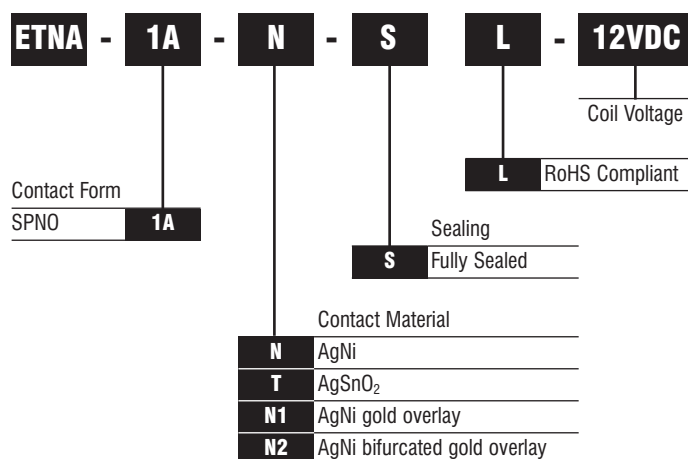 ETNA - 1A - N - S L - 12VDC
Coil Voltage
L RoHS Compliant
Contact Form
SPNO 1A
Sealing
S Fully Sealed
Contact Material
N AgNi
T AgSnO₂
N1 AgNi gold overlay
N2 AgNi bifurcated gold overlay